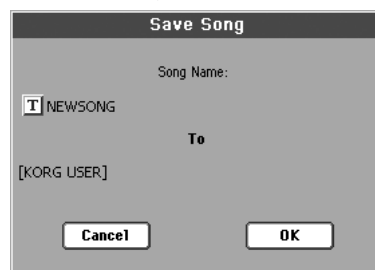 Save Song
Song Name:
T NEWSONG
To
[KORG USER]
Cancel OK